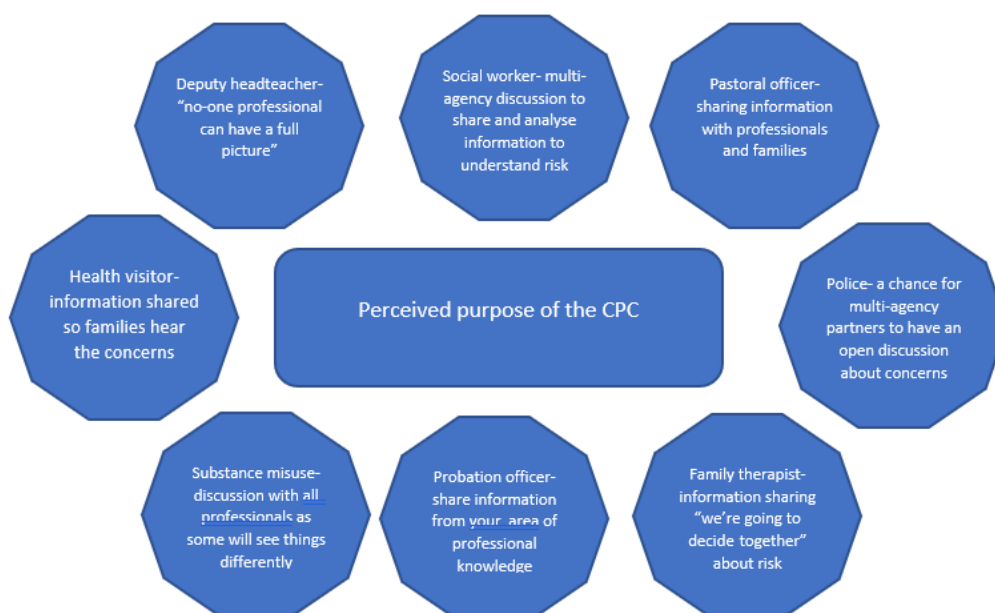 Deputy headteacher-
“no-one professional
can have a full
picture”
Social worker- multi-
agency discussion to
share and analyse
information to
understand risk
Pastoral officer-
sharing information
with professionals
and families
Health visitor-
information shared
so families hear
the concerns
Perceived purpose of the CPC
Police- a chance for
multi-agency
partners to have an
open discussion
about concerns
Substance misuse-
discussion with all
professionals as
some will see things
differently
Probation officer-
share information
from your area of
professional
knowledge
Family therapist-
information sharing
“we’re going to
decide together”
about risk